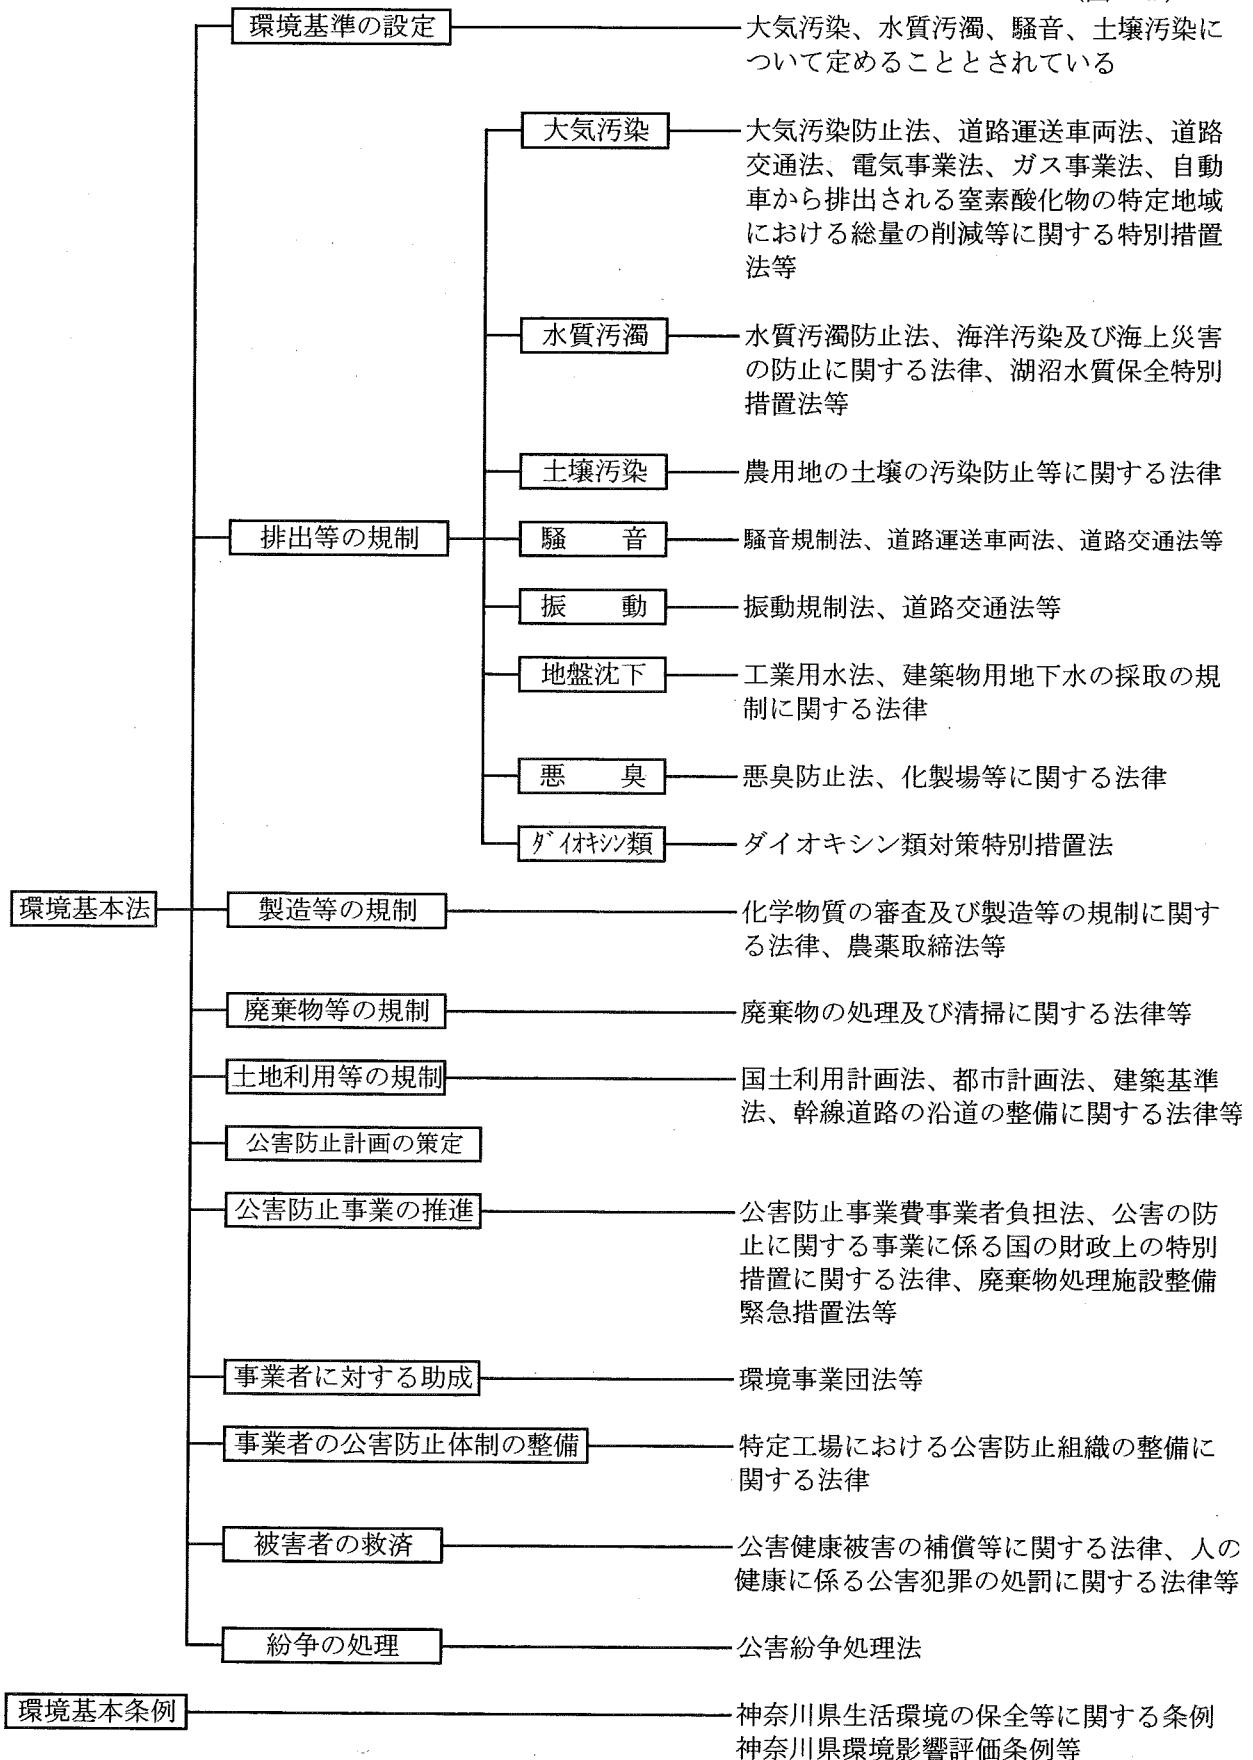 環境基準の設定
大気汚染、水質汚濁、騒音、土壌汚染に
ついて定めることとされている
大気汚染
大気汚染防止法、道路運送車両法、道路
交通法、電気事業法、ガス事業法、自動
車から排出される窒素酸化物の特定地域
における総量の削減等に関する特別措置
法等
水質汚濁
水質汚濁防止法、海洋汚染及び海上災害
の防止に関する法律、湖沼水質保全特別
措置法等
土壌汚染
農用地の土壌の汚染防止等に関する法律
排出等の規制
騒音
騒音規制法、道路運送車両法、道路交通法等
振動
振動規制法、道路交通法等
地盤沈下
工業用水法、建築物用地下水の採取の規
制に関する法律
悪臭
悪臭防止法、化製場等に関する法律
ダイオキシン類
ダイオキシン類対策特別措置法
環境基本法
製造等の規制
化学物質の審査及び製造等の規制に関す
る法律、農薬取締法等
廃棄物等の規制
廃棄物の処理及び清掃に関する法律等
土地利用等の規制
国土利用計画法、都市計画法、建築基準
法、幹線道路の沿道の整備に関する法律等
公害防止計画の策定
公害防止事業の推進
公害防止事業費事業者負担法、公害の防
止に関する事業に係る国の財政上の特別
措置に関する法律、廃棄物処理施設整備
緊急措置法等
事業者に対する助成
環境事業団法等
事業者の公害防止体制の整備
特定工場における公害防止組織の整備に
関する法律
被害者の救済
公害健康被害の補償等に関する法律、人の
健康に係る公害犯罪の処罰に関する法律等
紛争の処理
公害紛争処理法
環境基本条例
神奈川県生活環境の保全等に関する条例
神奈川県環境影響評価条例等